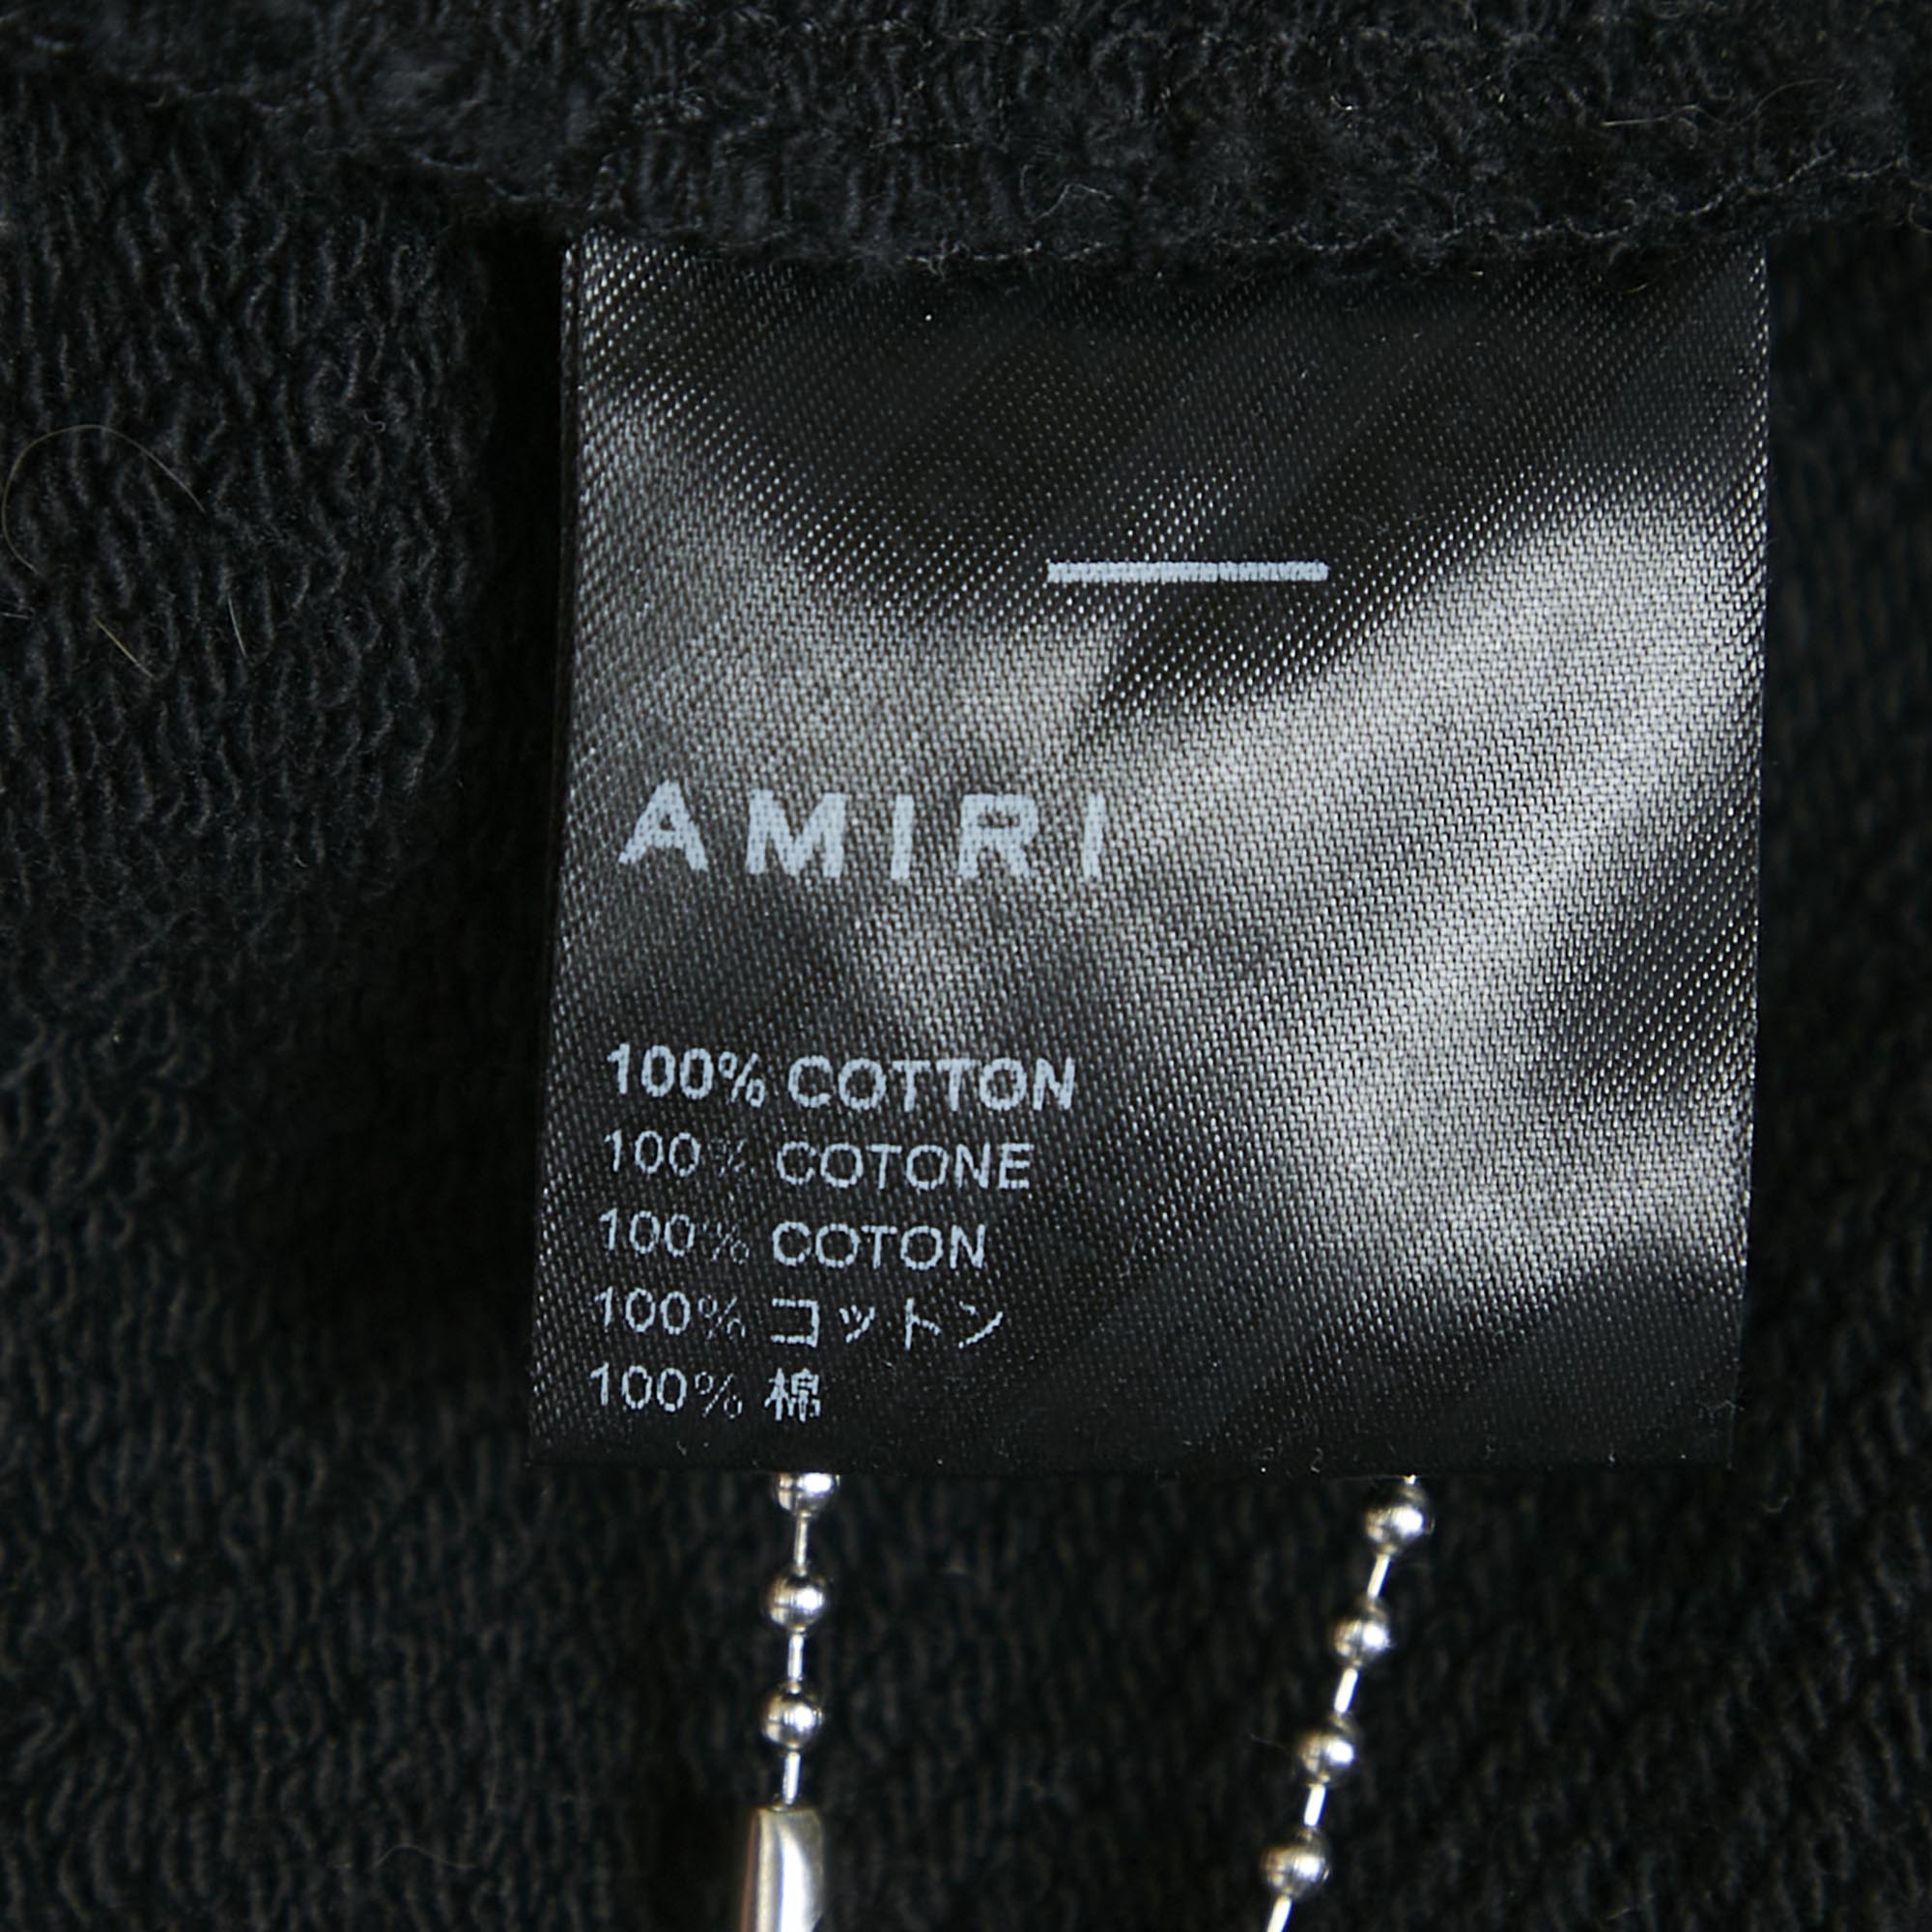 AMIRI
100% COTTON
100% COTONE
100% COTON
100% コットン
100% 棉